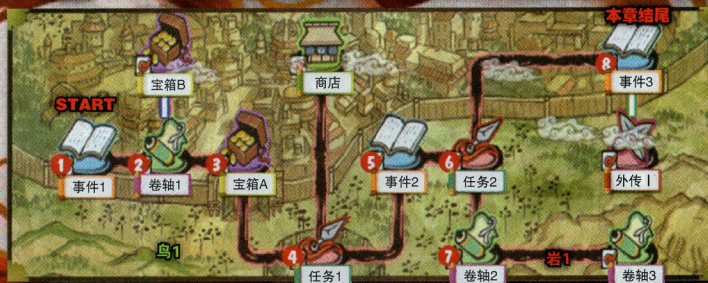 本章结尾
宝箱B
商店
8
事件3
START
1
事件1
2
卷轴1
3
宝箱A
5
事件2
6
任务2
外传Ⅰ
鸟1
4
任务1
7
卷轴2
岩1
卷轴3